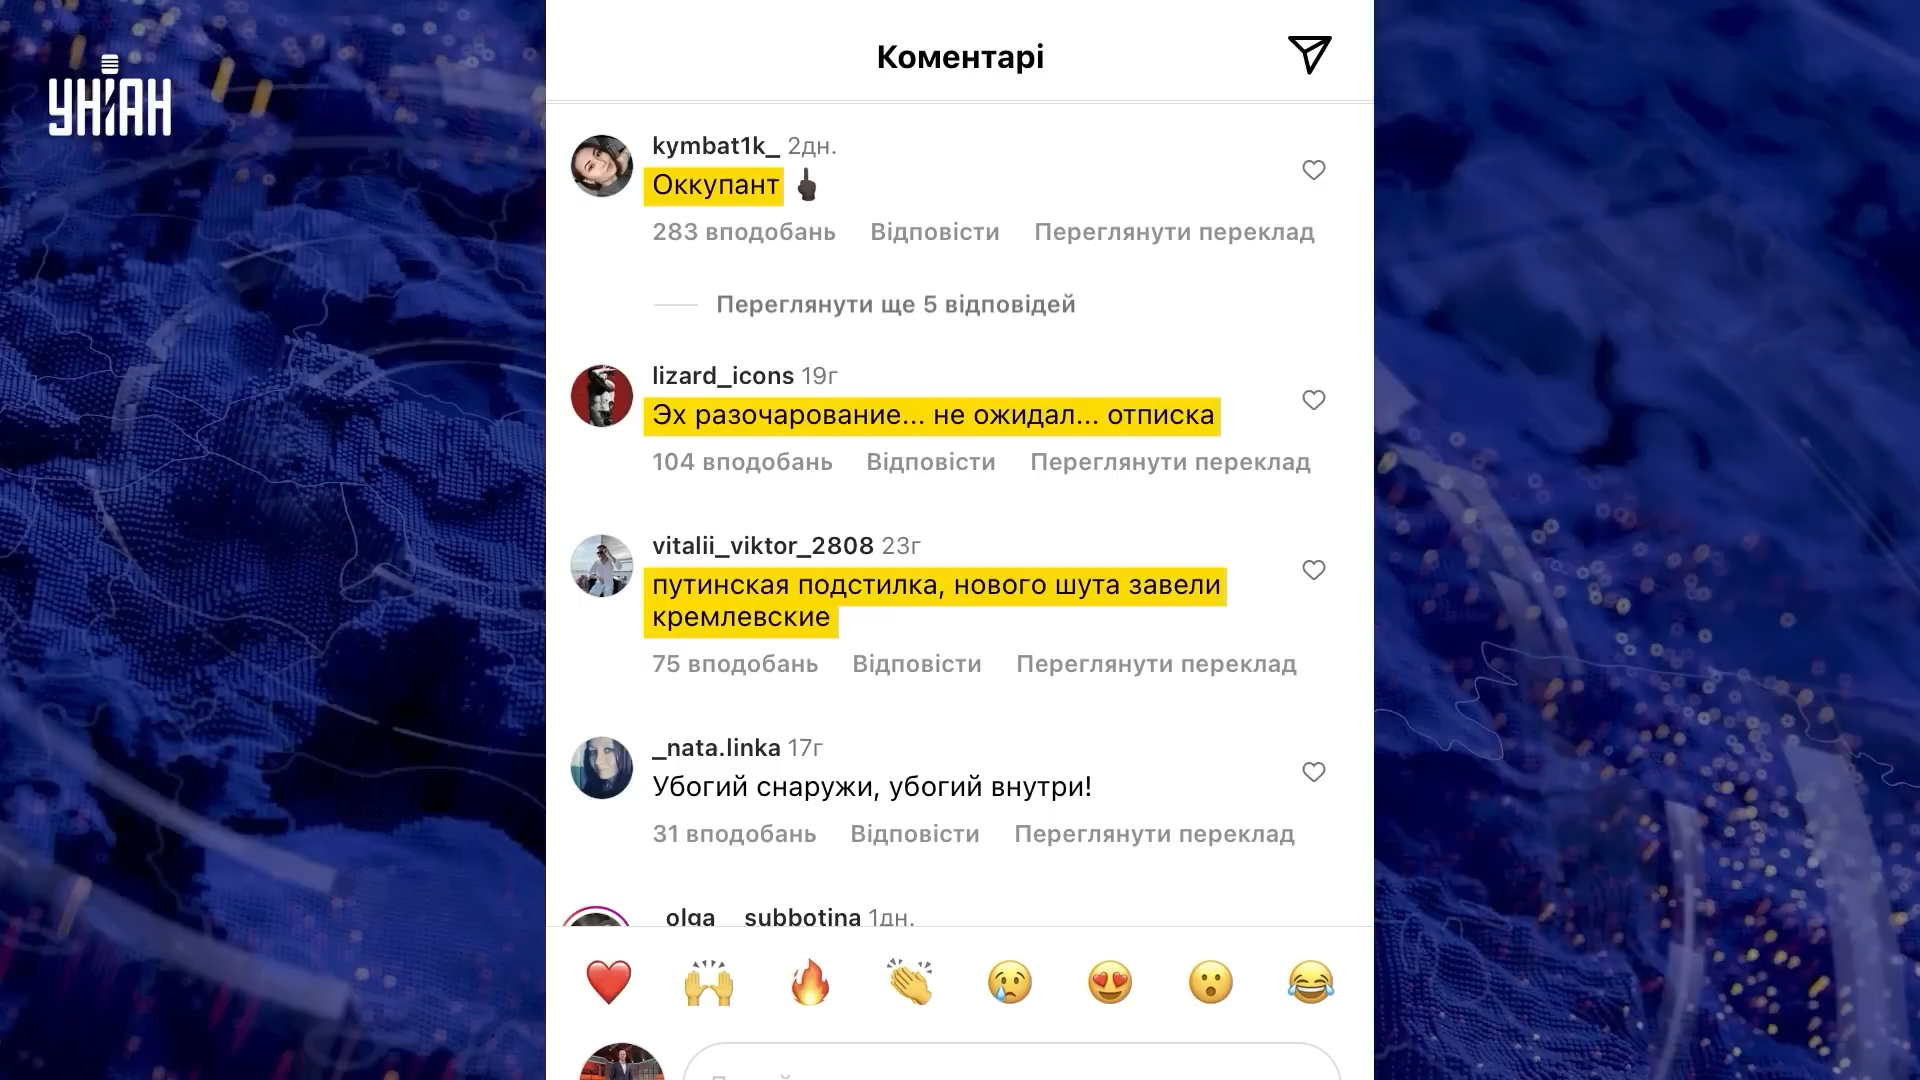 УНІАН
Коментарі
kymbat1k_ 2дн.
Оккупант 🖕🏿
283 вподобань Відповісти Переглянути переклад
Переглянути ще 5 відповідей
lizard_icons 19г
Эх разочарование... не ожидал... отписка
104 вподобань Відповісти Переглянути переклад
vitalii_viktor_2808 23г
путинская подстилка, нового шута завели
кремлевские
75 вподобань Відповісти Переглянути переклад
_nata.linka 17г
Убогий снаружи, убогий внутри!
31 вподобань Відповісти Переглянути переклад
_olga__subbotina 1дн.